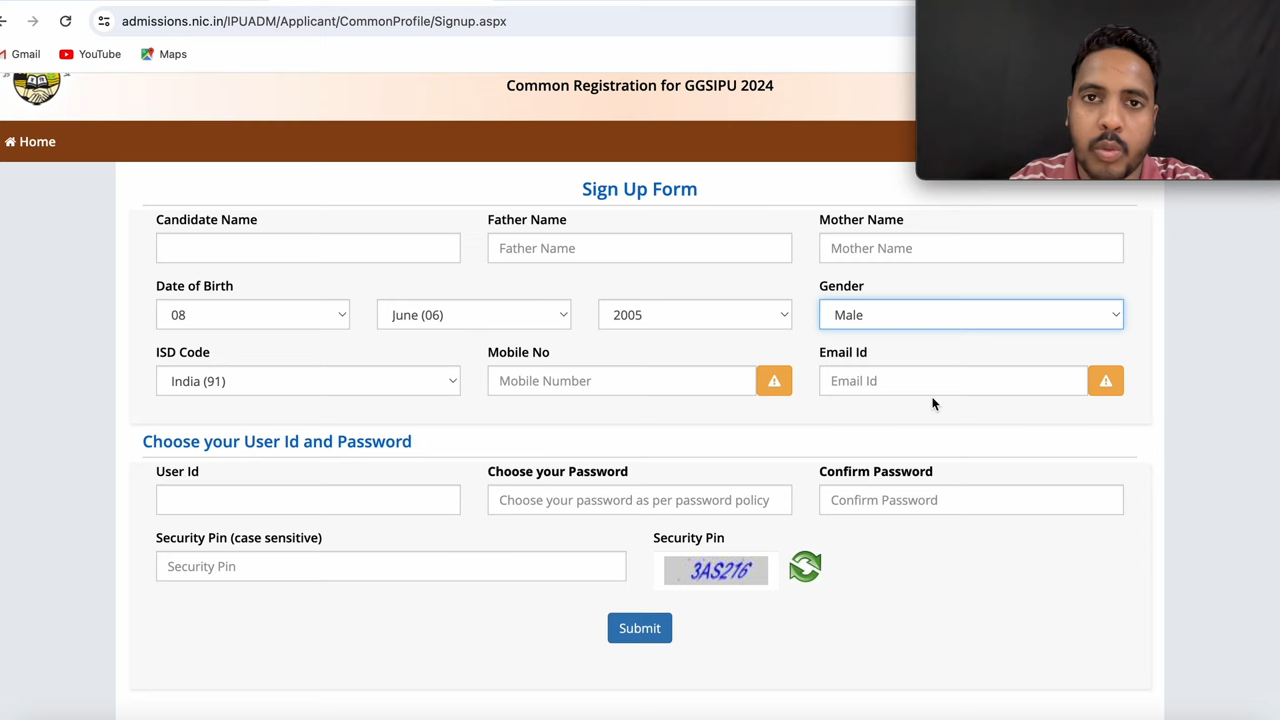 admissions.nic.in/IPUADM/Applicant/CommonProfile/Signup.aspx
Gmail YouTube Maps
Common Registration for GGSIPU 2024
Home
Sign Up Form
Candidate Name Father Name Mother Name
Father Name Mother Name
Date of Birth Gender
08 June (06) 2005 Male
ISD Code Mobile No Email Id
India (91) Mobile Number Email Id
Choose your User Id and Password
User Id Choose your Password Confirm Password
Choose your password as per password policy Confirm Password
Security Pin (case sensitive) Security Pin
Security Pin 3AS216
Submit